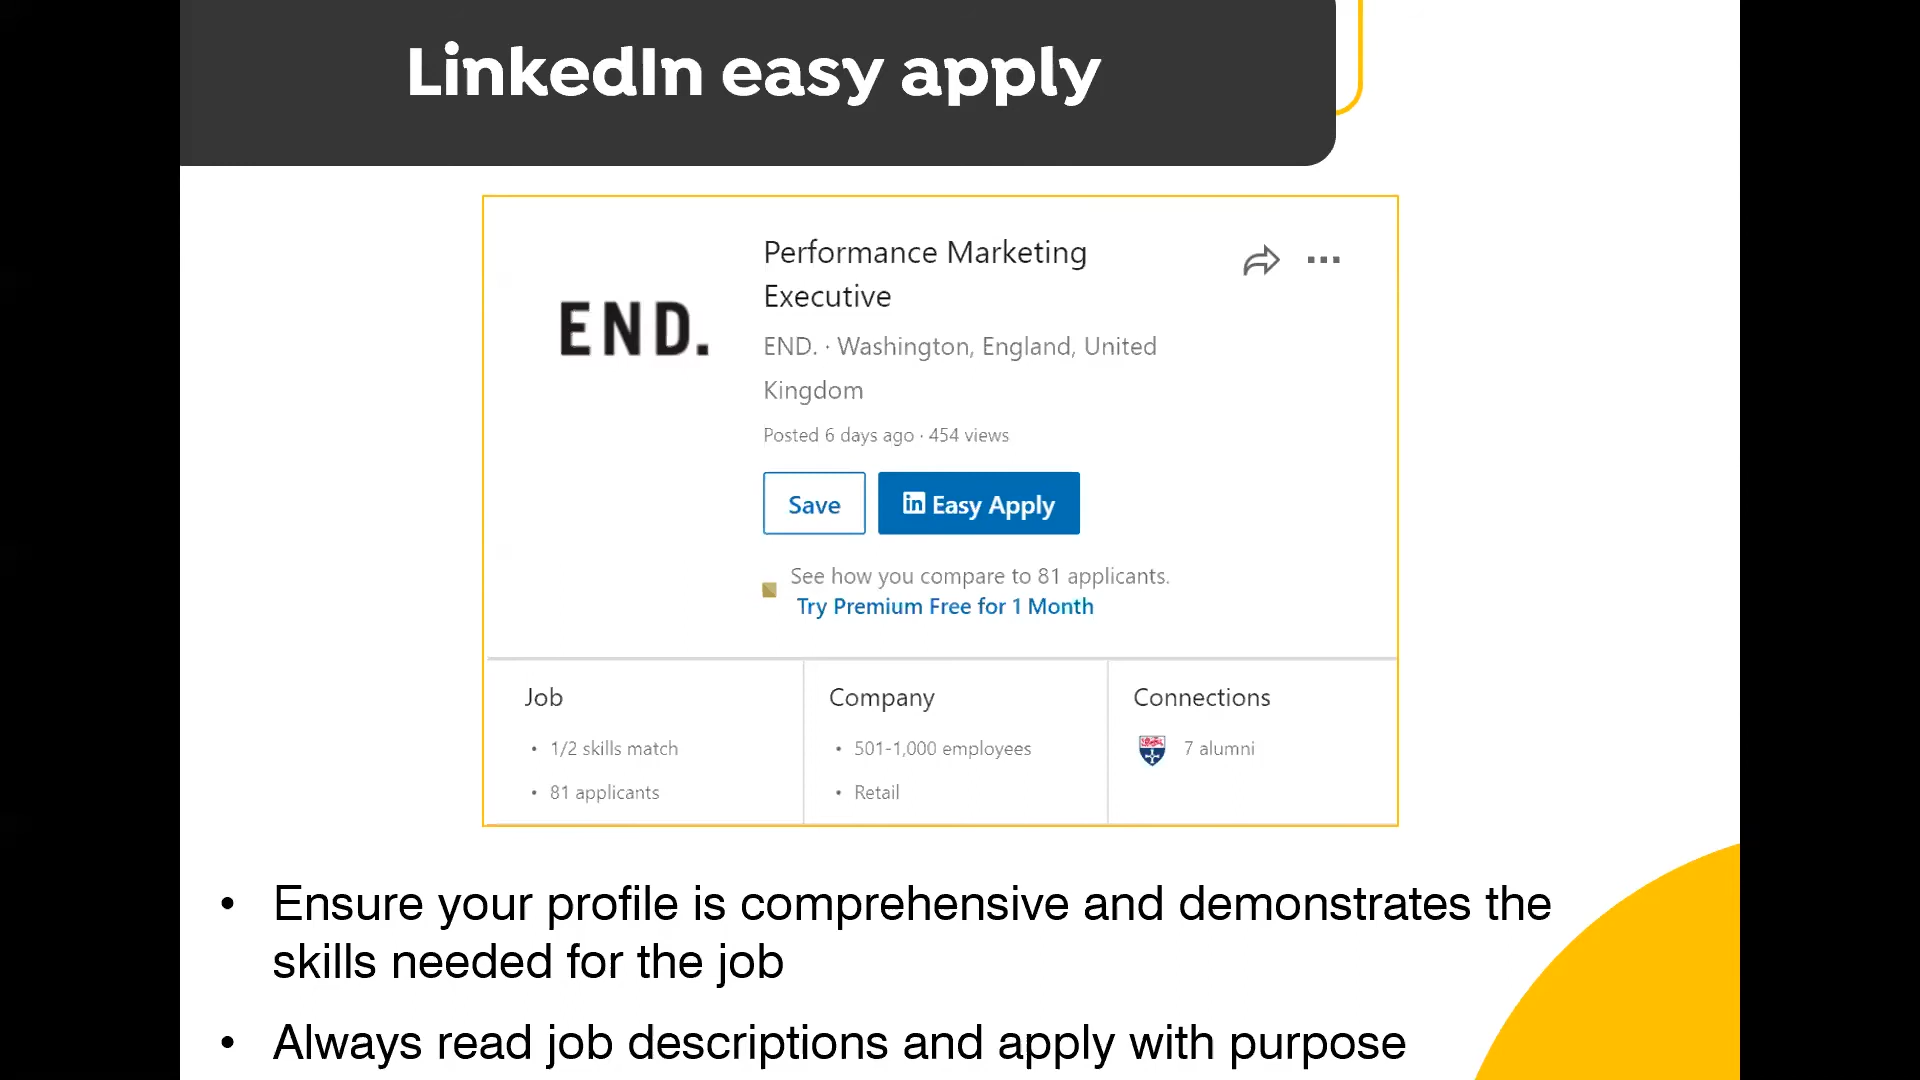 LinkedIn easy apply
END.
Performance Marketing
Executive
END. · Washington, England, United
Kingdom
Posted 6 days ago · 454 views
Save
in Easy Apply
See how you compare to 81 applicants.
Try Premium Free for 1 Month
Job
• 1/2 skills match
• 81 applicants
Company
• 501-1,000 employees
• Retail
Connections
7 alumni
• Ensure your profile is comprehensive and demonstrates the
skills needed for the job
• Always read job descriptions and apply with purpose